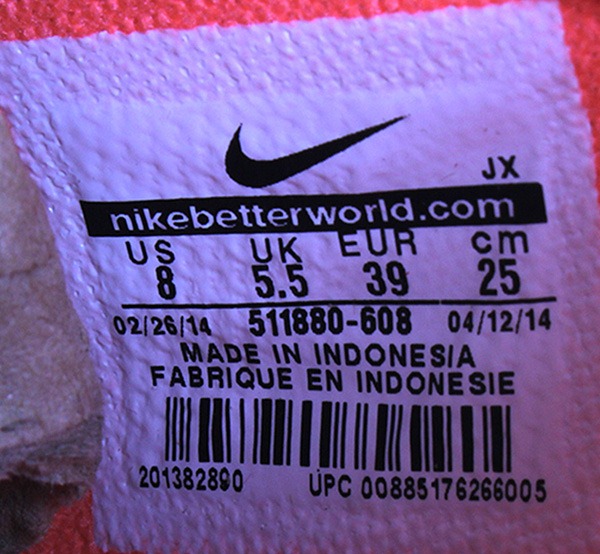 JX
nikebetterworld.com
US UK EUR cm
8 5.5 39 25
02/26/14 511880-608 04/12/14
MADE IN INDONESIA
FABRIQUE EN INDONESIE
201382890 UPC 00885176266005